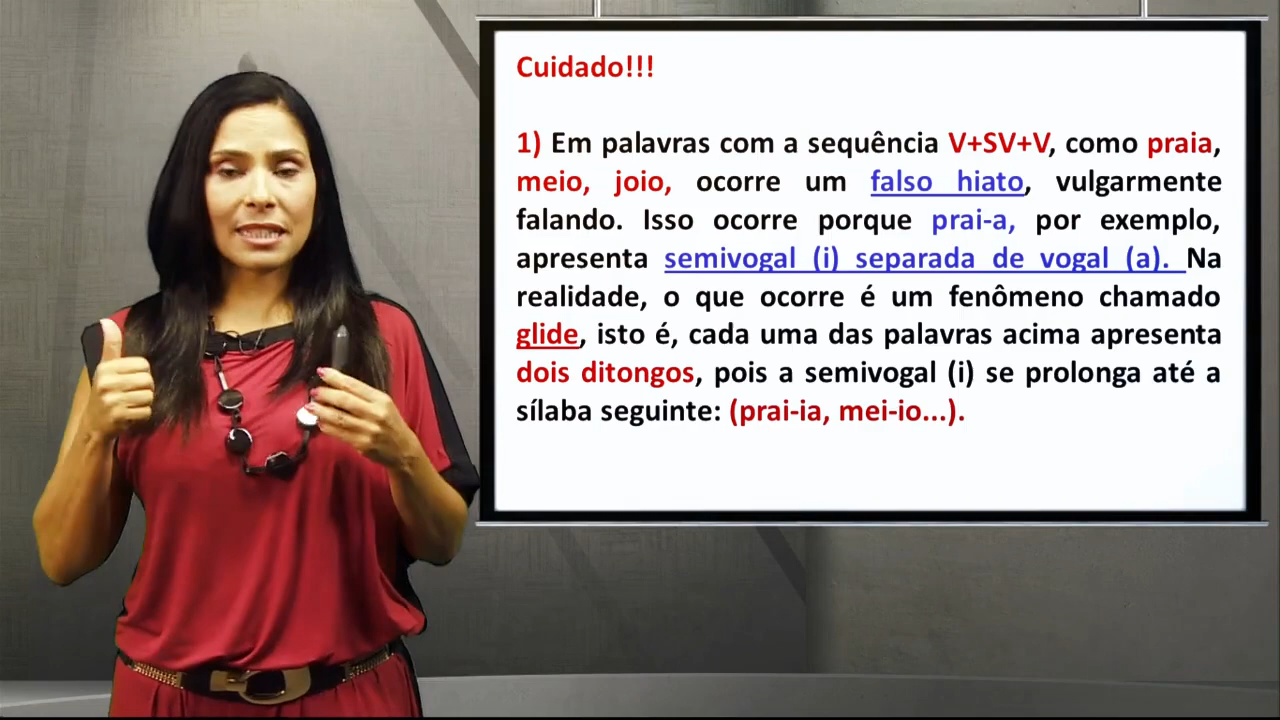 Cuidado!!!
1) Em palavras com a sequência V+SV+V, como praia,
meio, joio, ocorre um falso hiato, vulgarmente
falando. Isso ocorre porque prai-a, por exemplo,
apresenta semivogal (i) separada de vogal (a). Na
realidade, o que ocorre é um fenômeno chamado
glide, isto é, cada uma das palavras acima apresenta
dois ditongos, pois a semivogal (i) se prolonga até a
sílaba seguinte: (prai-ia, mei-io...).